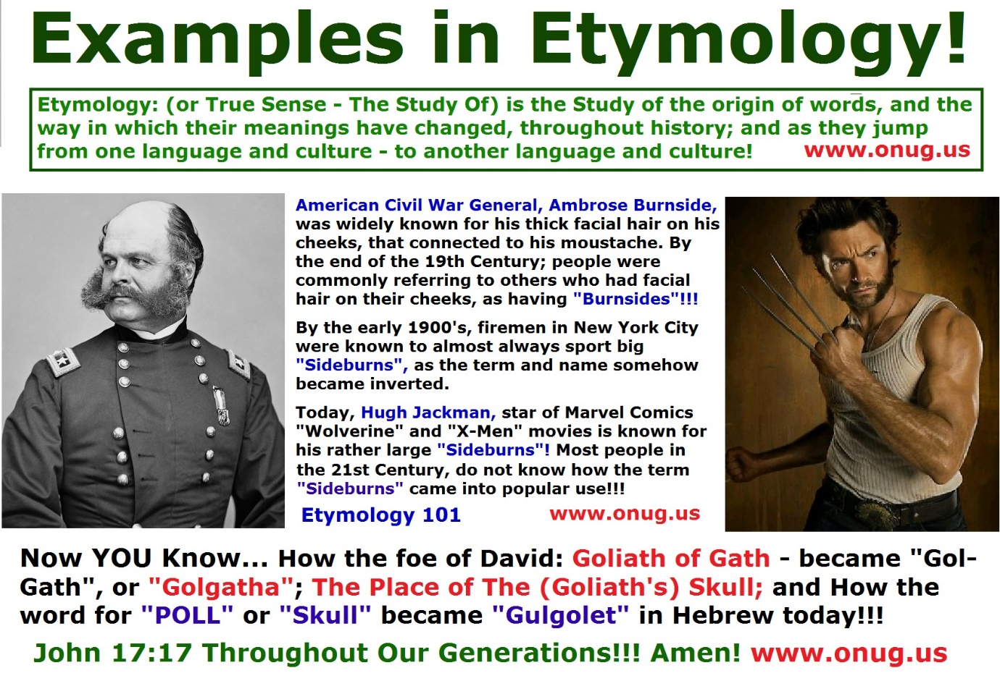 Examples in Etymology!
Etymology: (or True Sense - The Study Of) is the Study of the origin of words, and the
way in which their meanings have changed, throughout history; and as they jump
from one language and culture - to another language and culture! www.onug.us
American Civil War General, Ambrose Burnside,
was widely known for his thick facial hair on his
cheeks, that connected to his moustache. By
the end of the 19th Century; people were
commonly referring to others who had facial
hair on their cheeks, as having "Burnsides"!!!
By the early 1900's, firemen in New York City
were known to almost always sport big
"Sideburns", as the term and name somehow
became inverted.
Today, Hugh Jackman, star of Marvel Comics
"Wolverine" and "X-Men" movies is known for
his rather large "Sideburns"! Most people in
the 21st Century, do not know how the term
"Sideburns" came into popular use!!!
Etymology 101 www.onug.us
Now YOU Know... How the foe of David: Goliath of Gath - became "Gol-
Gath", or "Golgatha"; The Place of The (Goliath's) Skull; and How the
word for "POLL" or "Skull" became "Gulgolet" in Hebrew today!!!
John 17:17 Throughout Our Generations!!! Amen! www.onug.us